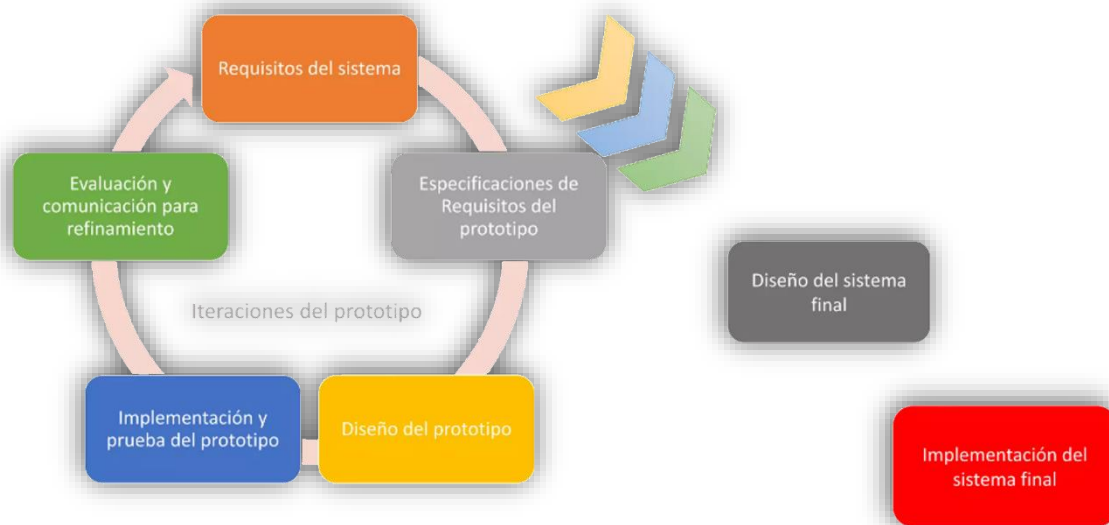 Requisitos del sistema
Evaluación y
comunicación para
refinamiento
Especificaciones de
Requisitos del
prototipo
Iteraciones del prototipo
Diseño del sistema
final
Implementación y
prueba del prototipo
Diseño del prototipo
Implementación del
sistema final